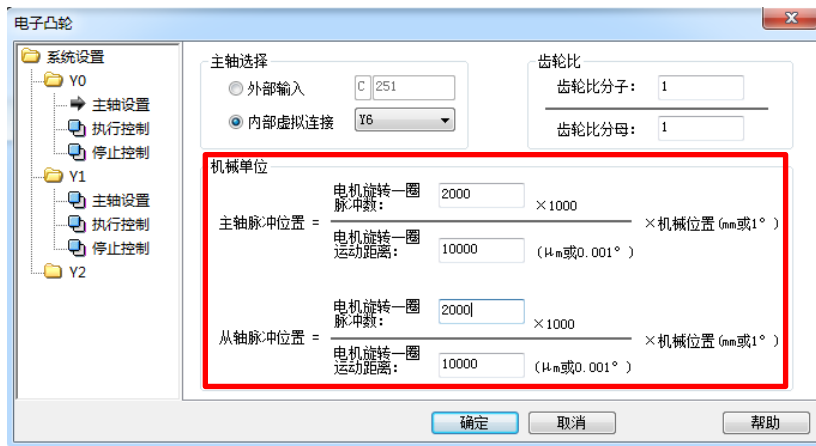 电子凸轮
系统设置
Y0
主轴设置
执行控制
停止控制
Y1
主轴设置
执行控制
停止控制
Y2
主轴选择
外部输入 C 251
内部虚拟连接 Y6
齿轮比
齿轮比分子: 1
齿轮比分母: 1
机械单位
主轴脉冲位置 =
电机旋转一圈
脉冲数: 2000 ×1000
电机旋转一圈
运动距离: 10000 (μm或0.001°)
×机械位置(mm或1°)
从轴脉冲位置 =
电机旋转一圈
脉冲数: 2000 ×1000
电机旋转一圈
运动距离: 10000 (μm或0.001°)
×机械位置(mm或1°)
确定 取消 帮助